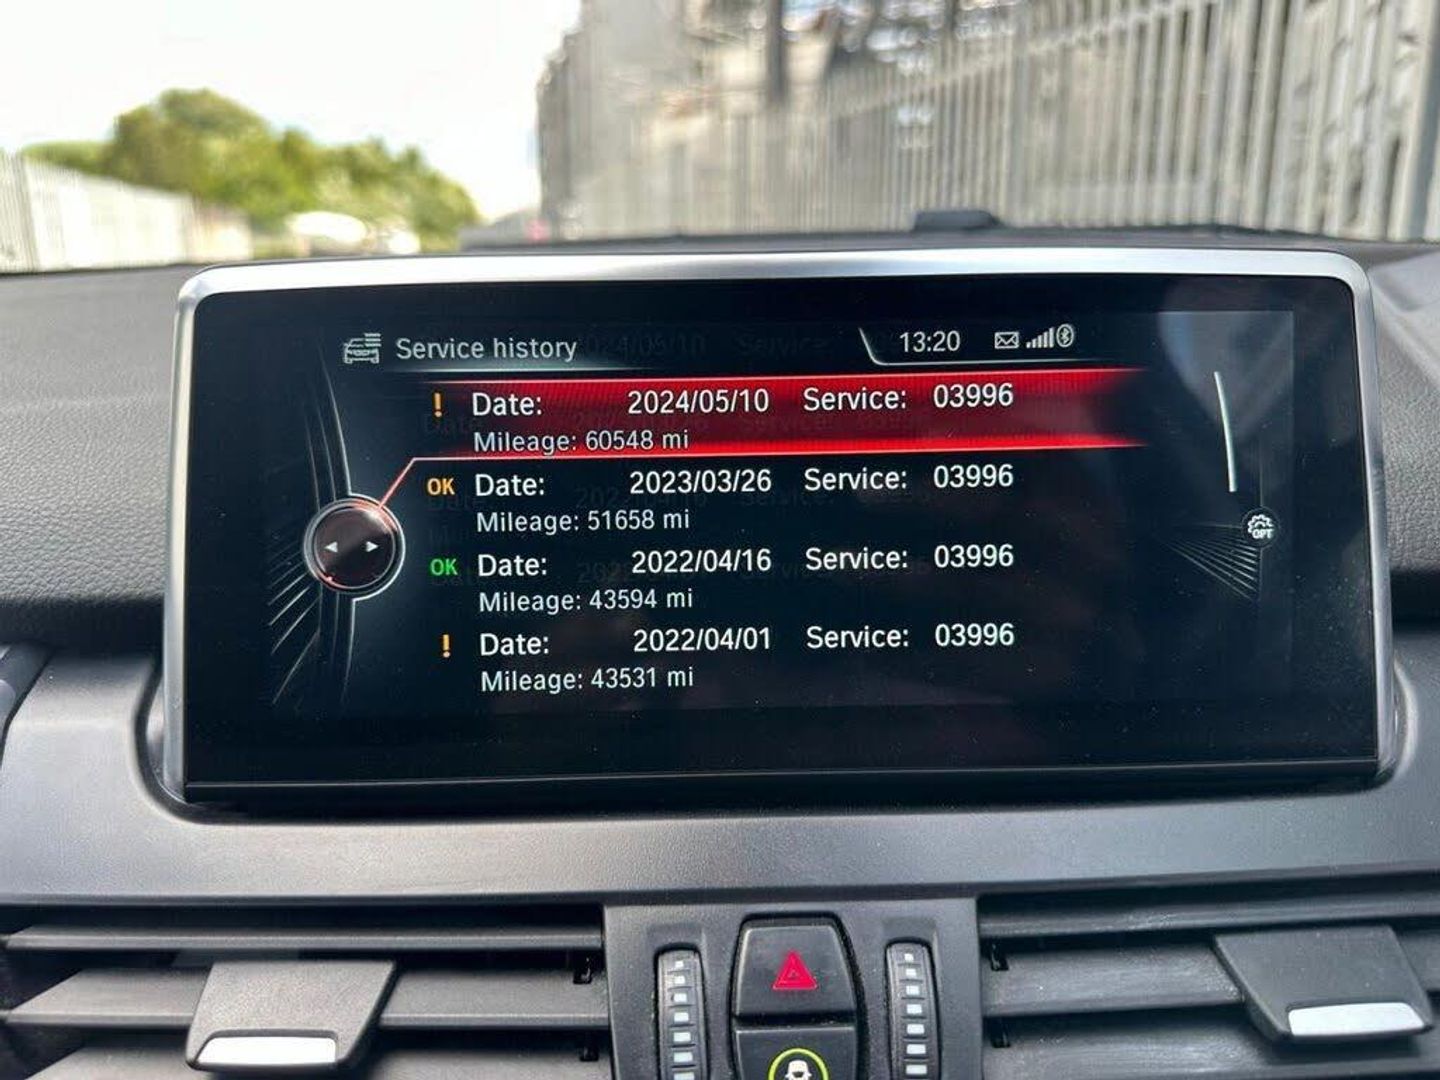 Service history 13:20
! Date: 2024/05/10 Service: 03996
Mileage: 60548 mi
OK Date: 2023/03/26 Service: 03996
Mileage: 51658 mi
OK Date: 2022/04/16 Service: 03996
Mileage: 43594 mi
! Date: 2022/04/01 Service: 03996
Mileage: 43531 mi
OPT